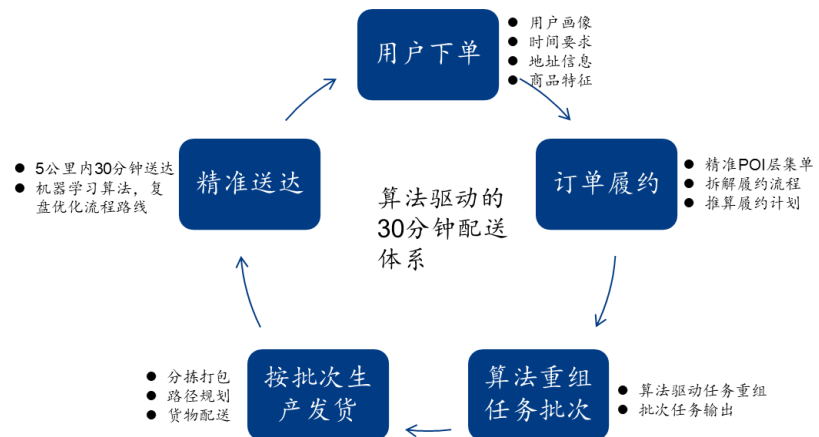 用户下单
用户画像
时间要求
地址信息
商品特征
订单履约
精准POI层集单
拆解履约流程
推算履约计划
算法重组
任务批次
算法驱动任务重组
批次任务输出
按批次生
产发货
分拣打包
路径规划
货物配送
精准送达
5公里内30分钟送达
机器学习算法，复
盘优化流程路线
算法驱动的
30分钟配送
体系